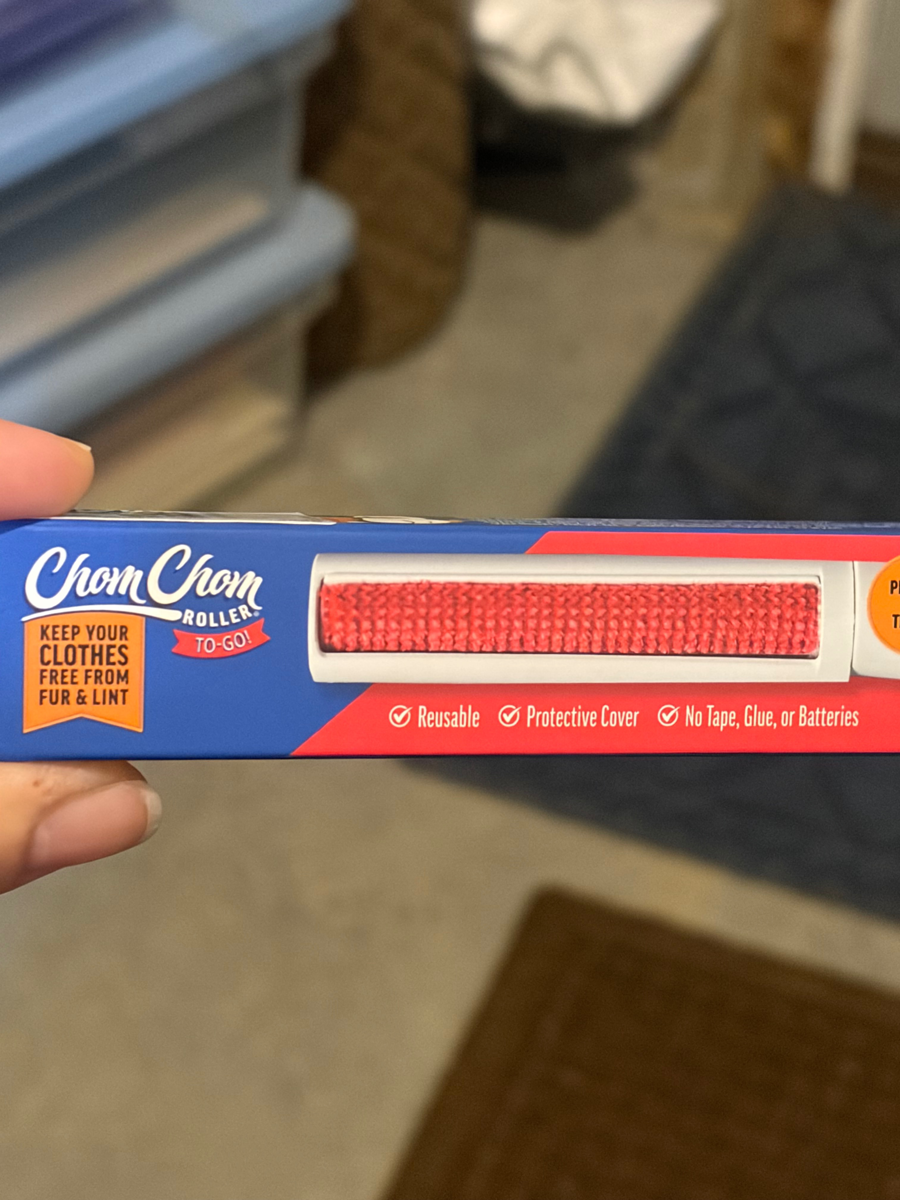 Chom Chom
ROLLER®
TO-GO!
KEEP YOUR
CLOTHES
FREE FROM
FUR & LINT
Reusable
Protective Cover
No Tape, Glue, or Batteries